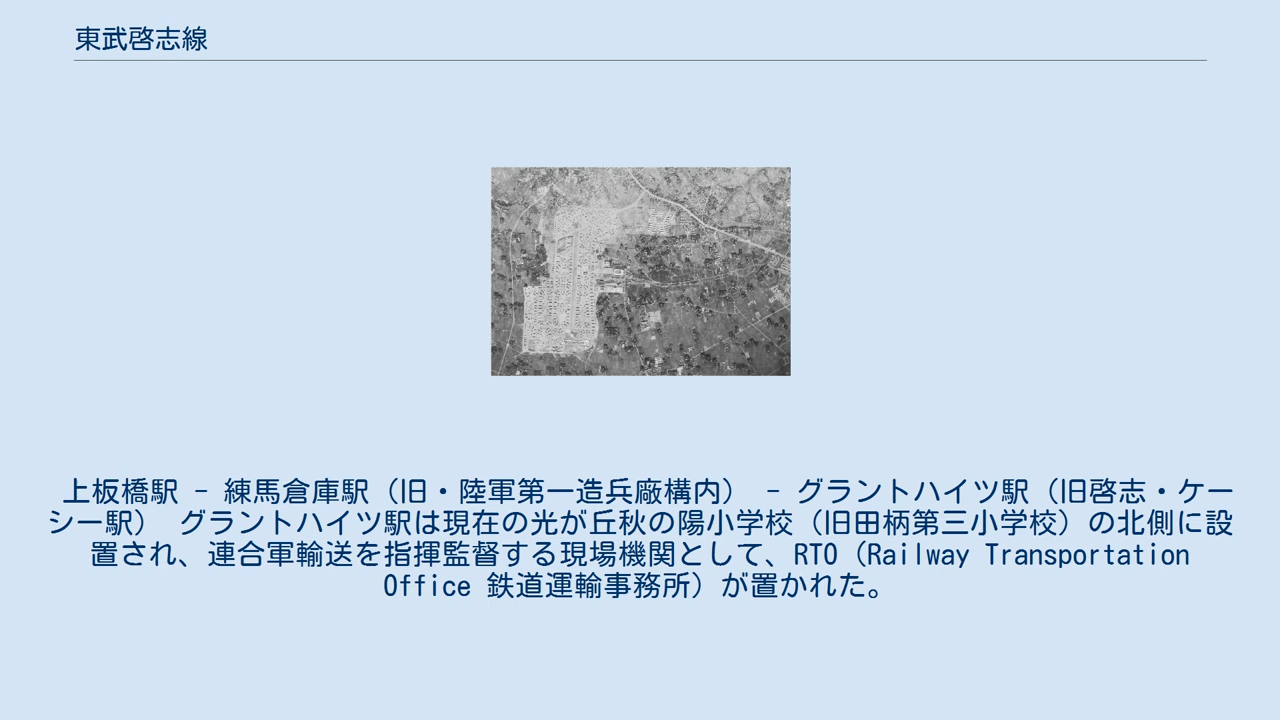 東武啓志線
上板橋駅 - 練馬倉庫駅（旧・陸軍第一造兵廠構内） - グラントハイツ駅（旧啓志・ケー
シー駅） グラントハイツ駅は現在の光が丘秋の陽小学校（旧田柄第三小学校）の北側に設
置され、連合軍輸送を指揮監督する現場機関として、RTO（Railway Transportation
Office 鉄道運輸事務所）が置かれた。